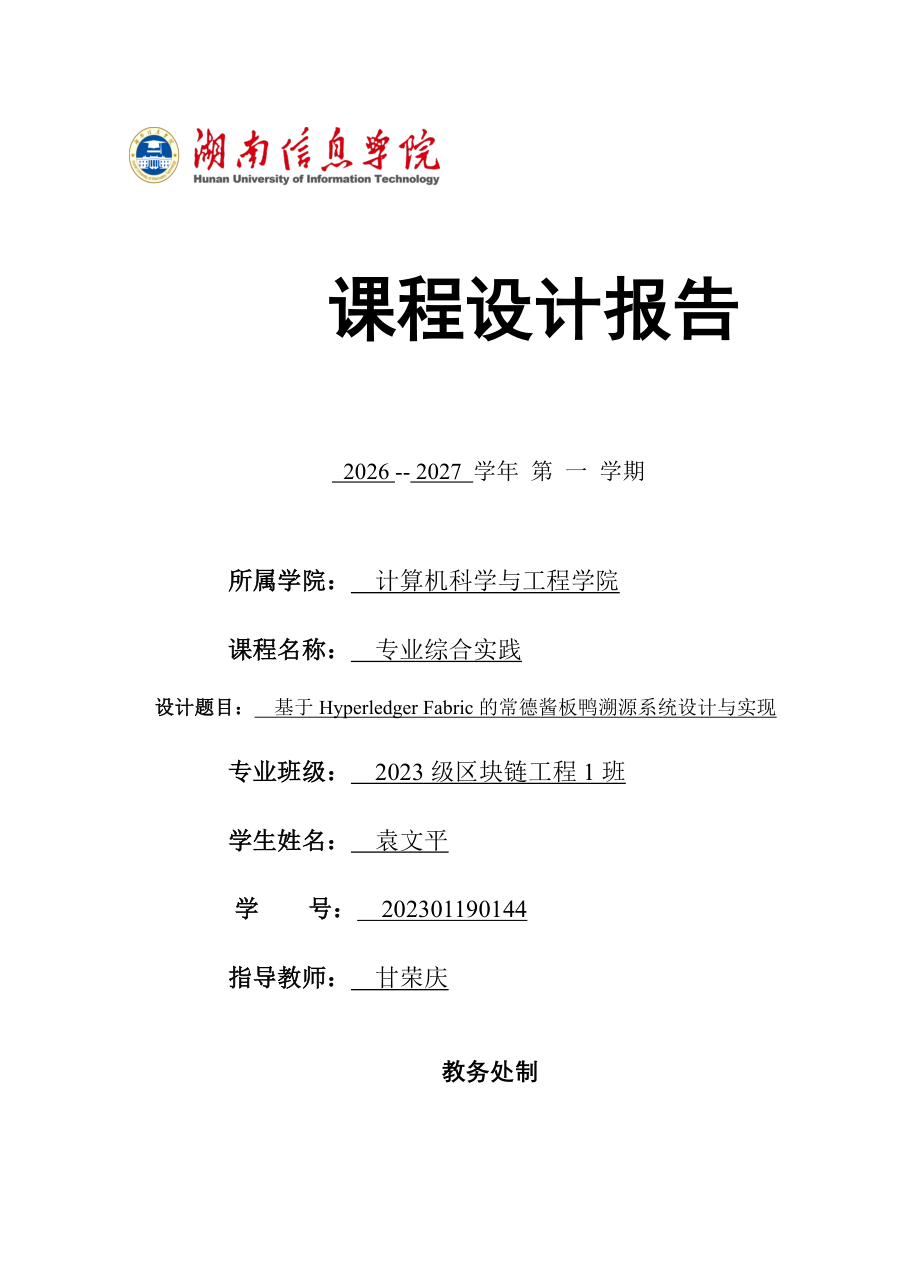 湖南信息学院
Hunan University of Information Technology
课程设计报告
2026 -- 2027 学年 第 一 学期
所属学院： 计算机科学与工程学院
课程名称： 专业综合实践
设计题目： 基于 Hyperledger Fabric 的常德酱板鸭溯源系统设计与实现
专业班级： 2023 级区块链工程 1 班
学生姓名： 袁文平
学 号： 202301190144
指导教师： 甘荣庆
教务处制